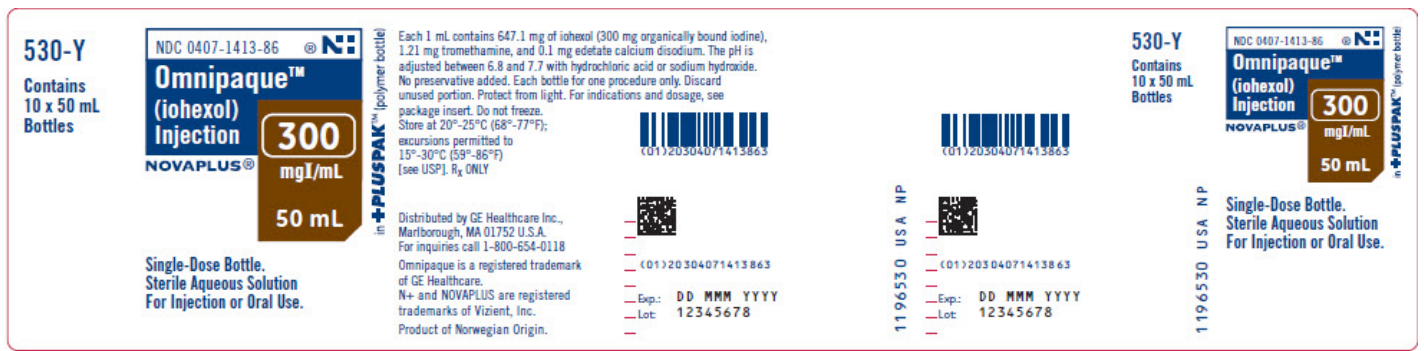 530-Y
Contains
10 x 50 mL
Bottles
NDC 0407-1413-86 ® N
Omnipaque™
(iohexol)
Injection
NOVAPLUS®
300
mgI/mL
50 mL
in +PLUSPAK™ (polymer bottle)
Single-Dose Bottle.
Sterile Aqueous Solution
For Injection or Oral Use.
Each 1 mL contains 647.1 mg of iohexol (300 mg organically bound iodine),
1.21 mg tromethamine, and 0.1 mg edetate calcium disodium. The pH is
adjusted between 6.8 and 7.7 with hydrochloric acid or sodium hydroxide.
No preservative added. Each bottle for one procedure only. Discard
unused portion. Protect from light. For indications and dosage, see
package insert. Do not freeze.
Store at 20°-25°C (68°-77°F);
excursions permitted to
15°-30°C (59°-86°F)
[see USP]. Rx ONLY
Distributed by GE Healthcare Inc.,
Marlborough, MA 01752 U.S.A.
For inquiries call 1-800-654-0118
Omnipaque is a registered trademark
of GE Healthcare.
N+ and NOVAPLUS are registered
trademarks of Vizient, Inc.
Product of Norwegian Origin.
(01)20304071413863
(01)20304071413863
Exp.: DD MMM YYYY
Lot: 12345678
1196530 USA NP
(01)20304071413863
(01)20304071413863
Exp.: DD MMM YYYY
Lot: 12345678
530-Y
Contains
10 x 50 mL
Bottles
NDC 0407-1413-86 ® N
Omnipaque™
(iohexol)
Injection
NOVAPLUS®
300
mgI/mL
50 mL
in +PLUSPAK™ (polymer bottle)
1196530 USA NP
Single-Dose Bottle.
Sterile Aqueous Solution
For Injection or Oral Use.